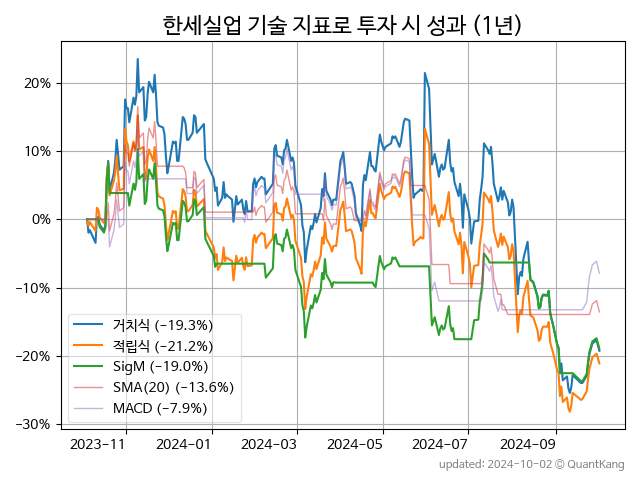 한세실업 기술 지표로 투자 시 성과 (1년)
20%
10%
0%
−10%
−20%
−30%
거치식 (−19.3%)
적립식 (−21.2%)
SigM (−19.0%)
SMA(20) (−13.6%)
MACD (−7.9%)
2023−11
2024−01
2024−03
2024−05
2024−07
2024−09
updated: 2024-10-02 © QuantKang